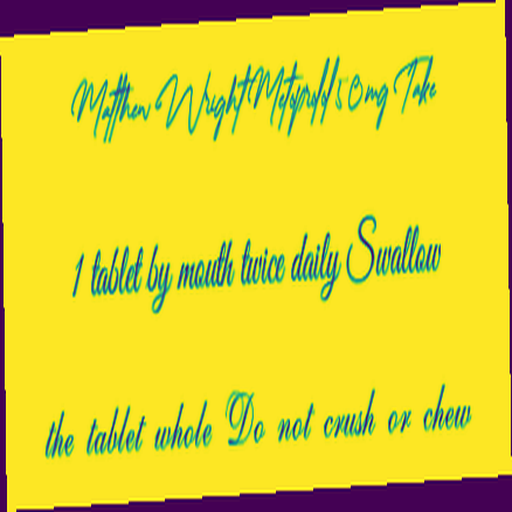 Matthew Wright Metoprolol 50mg Take
1 tablet by mouth twice daily Swallow
the tablet whole Do not crush or chew